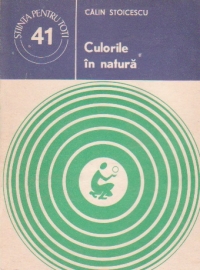 CĂLIN STOICESCU
ȘTIINȚA PENTRU TOȚI
41
Culorile
în natură